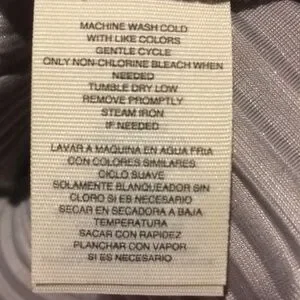 MACHINE WASH COLD
WITH LIKE COLORS
GENTLE CYCLE
ONLY NON-CHLORINE BLEACH WHEN
NEEDED
TUMBLE DRY LOW
REMOVE PROMPTLY
STEAM IRON
IF NEEDED
LAVAR A MAQUINA EN AGUA FRIA
CON COLORES SIMILARES
CICLO SUAVE
SOLAMENTE BLANQUEADOR SIN
CLORO SI ES NECESARIO
SECAR EN SECADORA A BAJA
TEMPERATURA
SACAR CON RAPIDEZ
PLANCHAR CON VAPOR
SI ES NECESARIO